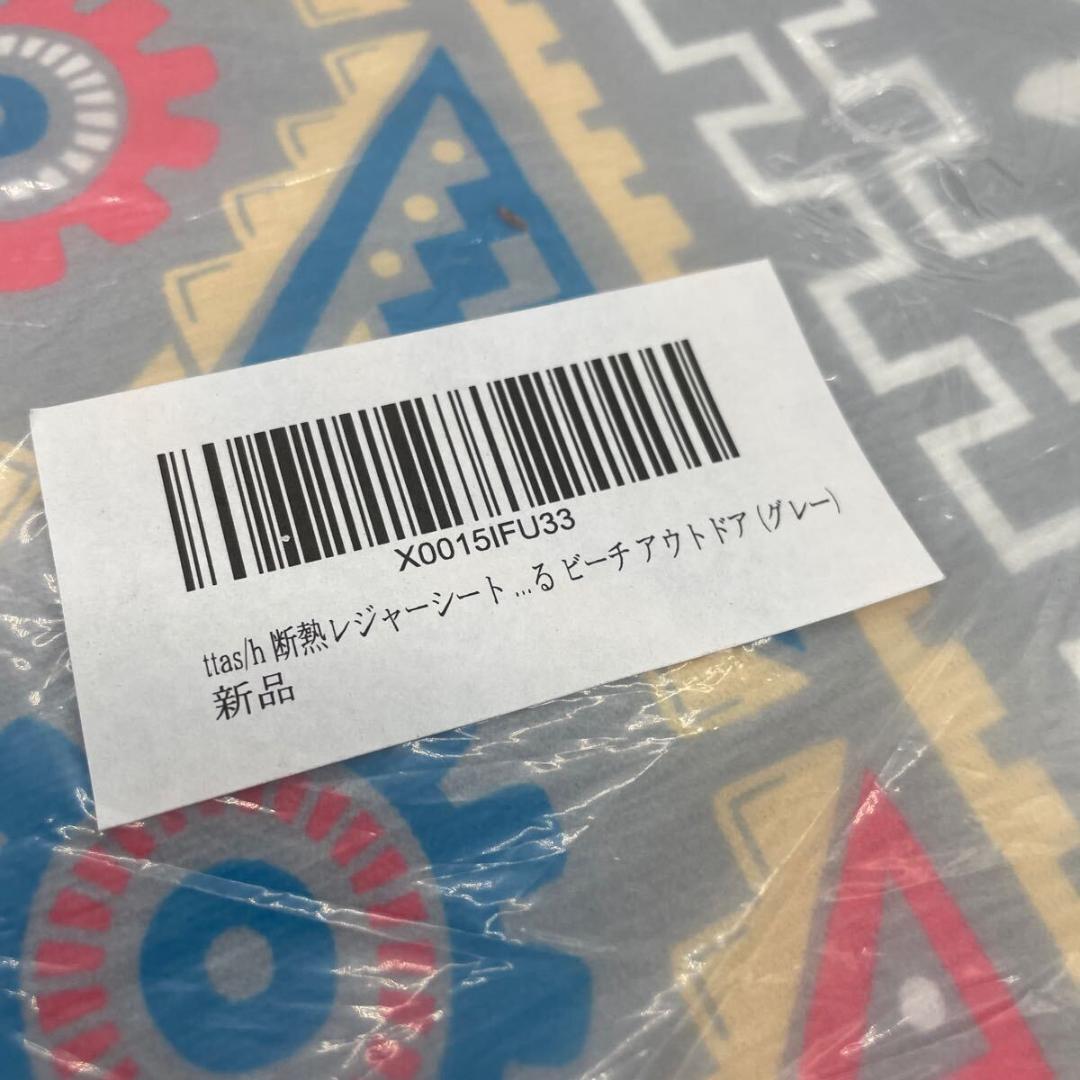 X0015IFU33
ttas/h 断熱レジャーシート ...る ビーチ アウトドア (グレー)
新品